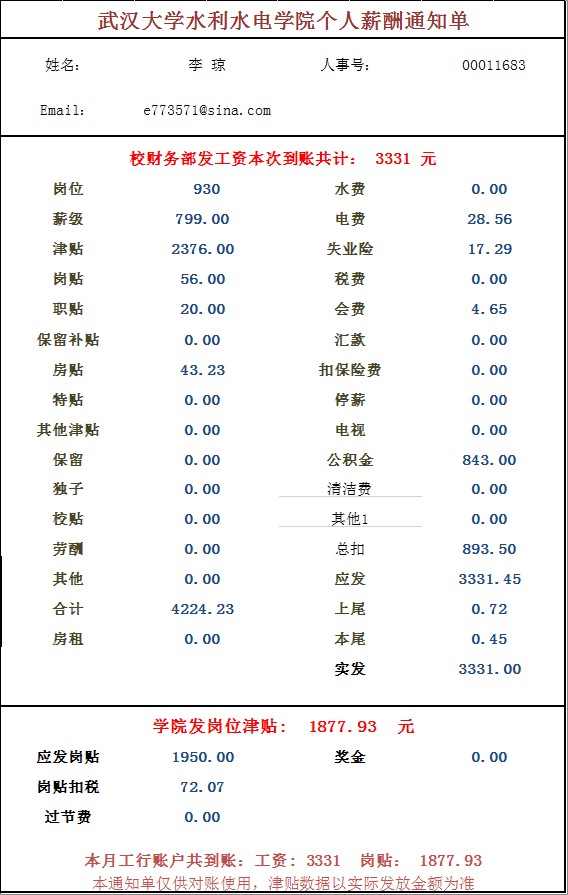 武汉大学水利水电学院个人薪酬通知单
姓名: 李 琼 人事号: 00011683
Email: e773571@sina.com
校财务部发工资本次到账共计: 3331 元
岗位 930 水费 0.00
薪级 799.00 电费 28.56
津贴 2376.00 失业险 17.29
岗贴 56.00 税费 0.00
职贴 20.00 会费 4.65
保留补贴 0.00 汇款 0.00
房贴 43.23 扣保险费 0.00
特贴 0.00 停薪 0.00
其他津贴 0.00 电视 0.00
保留 0.00 公积金 843.00
独子 0.00 清洁费 0.00
校贴 0.00 其他1 0.00
劳酬 0.00 总扣 893.50
其他 0.00 应发 3331.45
合计 4224.23 上尾 0.72
房租 0.00 本尾 0.45
实发 3331.00
学院发岗位津贴: 1877.93 元
应发岗贴 1950.00 奖金 0.00
岗贴扣税 72.07
过节费 0.00
本月工行账户共到账:工资: 3331 岗贴: 1877.93
本通知单仅供对账使用，津贴数据以实际发放金额为准